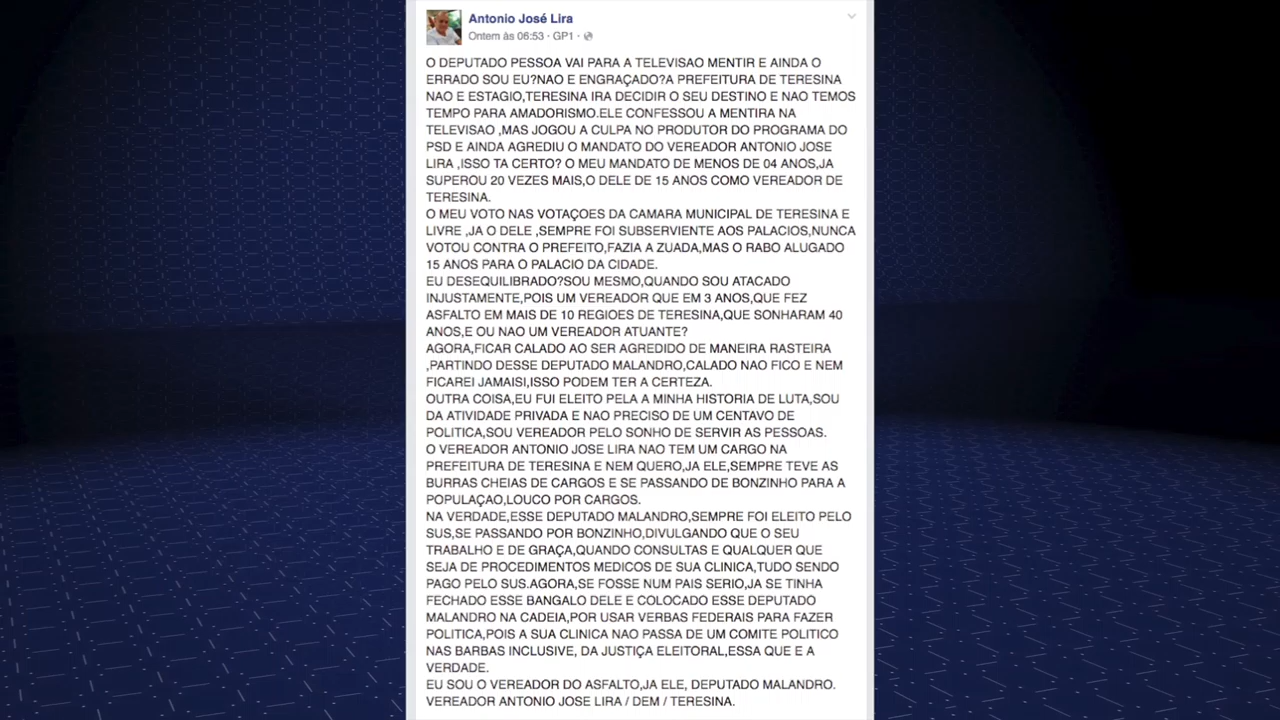 Antonio José Lira
Ontem às 06:53 · GP1 ·
O DEPUTADO PESSOA VAI PARA A TELEVISAO MENTIR E AINDA O
ERRADO SOU EU?NAO E ENGRAÇADO?A PREFEITURA DE TERESINA
NAO E ESTAGIO,TERESINA IRA DECIDIR O SEU DESTINO E NAO TEMOS
TEMPO PARA AMADORISMO.ELE CONFESSOU A MENTIRA NA
TELEVISAO ,MAS JOGOU A CULPA NO PRODUTOR DO PROGRAMA DO
PSD E AINDA AGREDIU O MANDATO DO VEREADOR ANTONIO JOSE
LIRA ,ISSO TA CERTO? O MEU MANDATO DE MENOS DE 04 ANOS,JA
SUPEROU 20 VEZES MAIS,O DELE DE 15 ANOS COMO VEREADOR DE
TERESINA.
O MEU VOTO NAS VOTAÇOES DA CAMARA MUNICIPAL DE TERESINA E
LIVRE ,JA O DELE ,SEMPRE FOI SUBSERVIENTE AOS PALACIOS,NUNCA
VOTOU CONTRA O PREFEITO,FAZIA A ZUADA,MAS O RABO ALUGADO
15 ANOS PARA O PALACIO DA CIDADE.
EU DESEQUILIBRADO?SOU MESMO,QUANDO SOU ATACADO
INJUSTAMENTE,POIS UM VEREADOR QUE EM 3 ANOS,QUE FEZ
ASFALTO EM MAIS DE 10 REGIOES DE TERESINA,QUE SONHARAM 40
ANOS,E OU NAO UM VEREADOR ATUANTE?
AGORA,FICAR CALADO AO SER AGREDIDO DE MANEIRA RASTEIRA
,PARTINDO DESSE DEPUTADO MALANDRO,CALADO NAO FICO E NEM
FICAREI JAMAISI,ISSO PODEM TER A CERTEZA.
OUTRA COISA,EU FUI ELEITO PELA A MINHA HISTORIA DE LUTA,SOU
DA ATIVIDADE PRIVADA E NAO PRECISO DE UM CENTAVO DE
POLITICA,SOU VEREADOR PELO SONHO DE SERVIR AS PESSOAS.
O VEREADOR ANTONIO JOSE LIRA NAO TEM UM CARGO NA
PREFEITURA DE TERESINA E NEM QUERO,JA ELE,SEMPRE TEVE AS
BURRAS CHEIAS DE CARGOS E SE PASSANDO DE BONZINHO PARA A
POPULAÇAO,LOUCO POR CARGOS.
NA VERDADE,ESSE DEPUTADO MALANDRO,SEMPRE FOI ELEITO PELO
SUS,SE PASSANDO POR BONZINHO,DIVULGANDO QUE O SEU
TRABALHO E DE GRAÇA,QUANDO CONSULTAS E QUALQUER QUE
SEJA DE PROCEDIMENTOS MEDICOS DE SUA CLINICA,TUDO SENDO
PAGO PELO SUS.AGORA,SE FOSSE NUM PAIS SERIO,JA SE TINHA
FECHADO ESSE BANGALO DELE E COLOCADO ESSE DEPUTADO
MALANDRO NA CADEIA,POR USAR VERBAS FEDERAIS PARA FAZER
POLITICA,POIS A SUA CLINICA NAO PASSA DE UM COMITE POLITICO
NAS BARBAS INCLUSIVE, DA JUSTIÇA ELEITORAL,ESSA QUE E A
VERDADE.
EU SOU O VEREADOR DO ASFALTO,JA ELE, DEPUTADO MALANDRO.
VEREADOR ANTONIO JOSE LIRA / DEM / TERESINA.